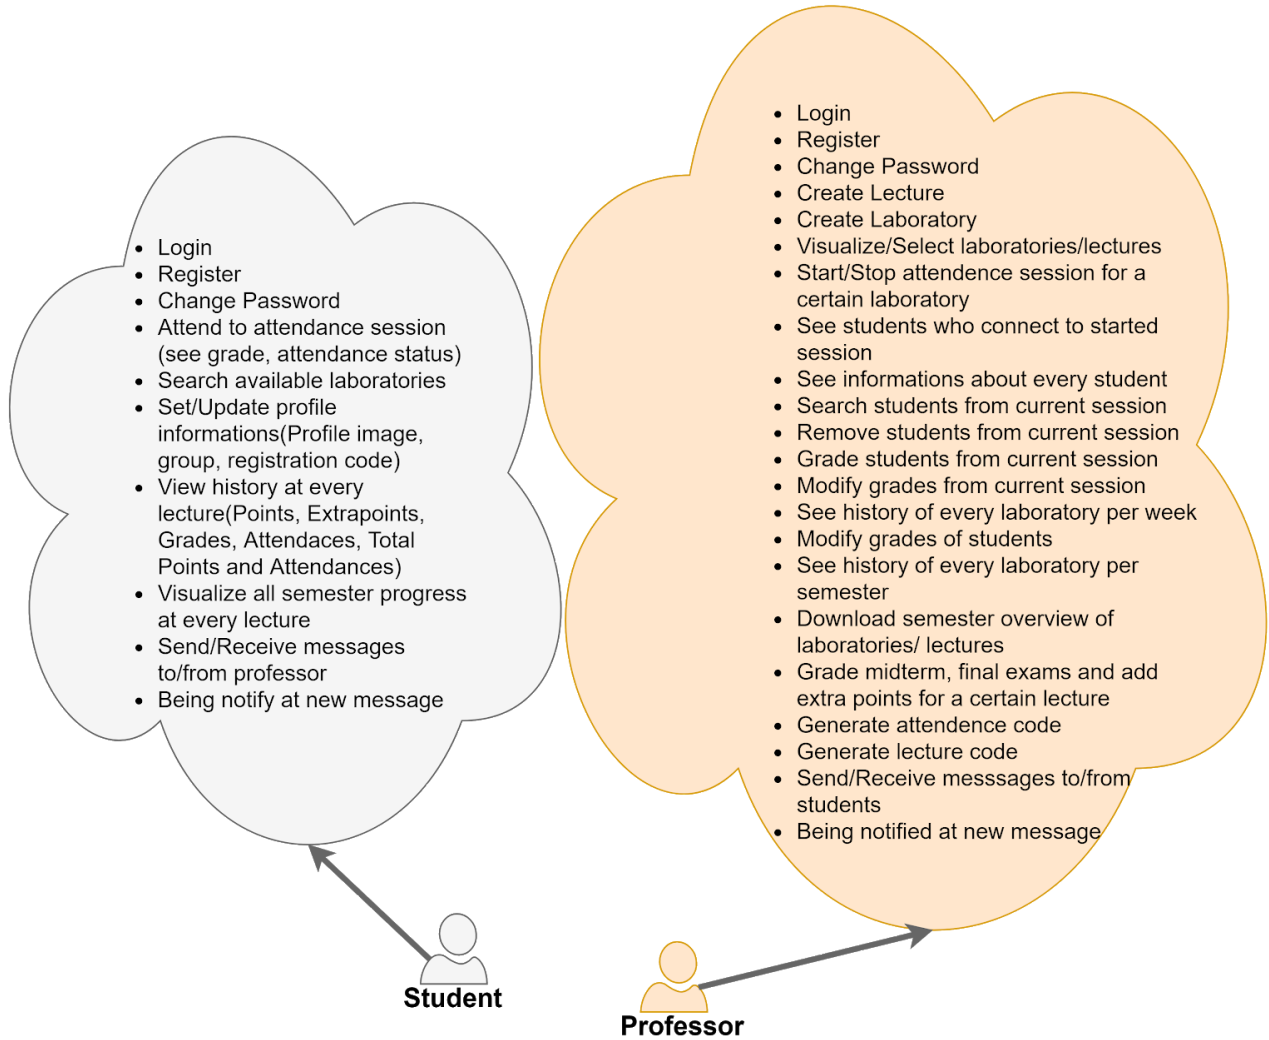 • Login
• Register
• Change Password
• Attend to attendance session
(see grade, attendance status)
• Search available laboratories
• Set/Update profile
informations(Profile image,
group, registration code)
• View history at every
lecture(Points, Extrapoints,
Grades, Attendaces, Total
Points and Attendances)
• Visualize all semester progress
at every lecture
• Send/Receive messages
to/from professor
• Being notify at new message
Student
• Login
• Register
• Change Password
• Create Lecture
• Create Laboratory
• Visualize/Select laboratories/lectures
• Start/Stop attendence session for a
certain laboratory
• See students who connect to started
session
• See informations about every student
• Search students from current session
• Remove students from current session
• Grade students from current session
• Modify grades from current session
• See history of every laboratory per week
• Modify grades of students
• See history of every laboratory per
semester
• Download semester overview of
laboratories/ lectures
• Grade midterm, final exams and add
extra points for a certain lecture
• Generate attendence code
• Generate lecture code
• Send/Receive messsages to/from
students
• Being notified at new message
Professor